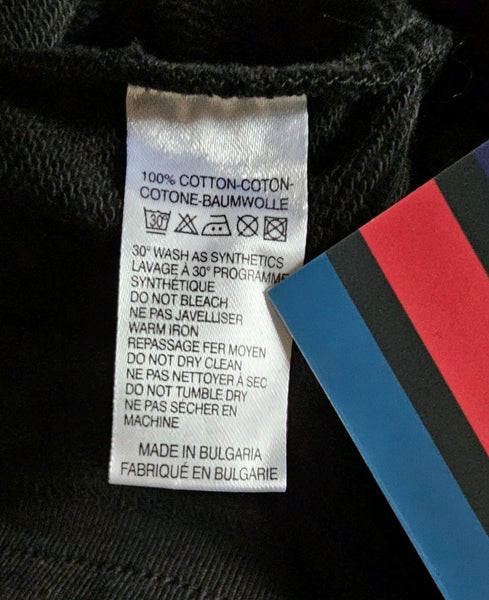 100% COTTON-COTON-
COTONE-BAUMWOLLE
30°
30° WASH AS SYNTHETICS
LAVAGE À 30° PROGRAMME
SYNTHÉTIQUE
DO NOT BLEACH
NE PAS JAVELLISER
WARM IRON
REPASSAGE FER MOYEN
DO NOT DRY CLEAN
NE PAS NETTOYER À SEC
DO NOT TUMBLE DRY
NE PAS SÉCHER EN
MACHINE
MADE IN BULGARIA
FABRIQUÉ EN BULGARIE